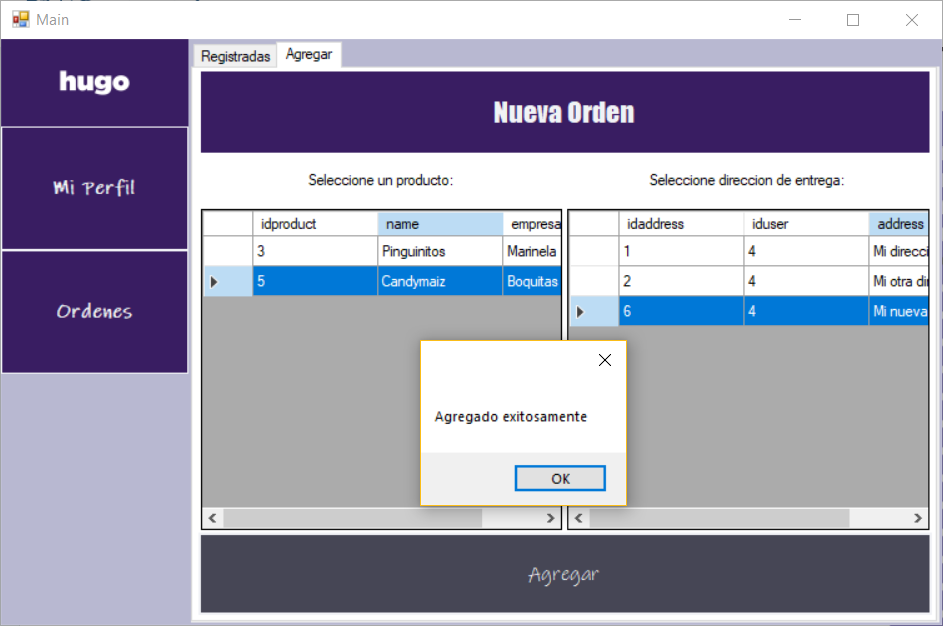 Main
hugo
Mi Perfil
Ordenes
Registradas Agregar
Nueva Orden
Seleccione un producto:
idproduct name empresa
3 Pinguinitos Marinela
5 Candymaiz Boquitas
Seleccione direccion de entrega:
idaddress iduser address
1 4 Mi direcci
2 4 Mi otra di
6 4 Mi nueva
Agregado exitosamente
OK
Agregar